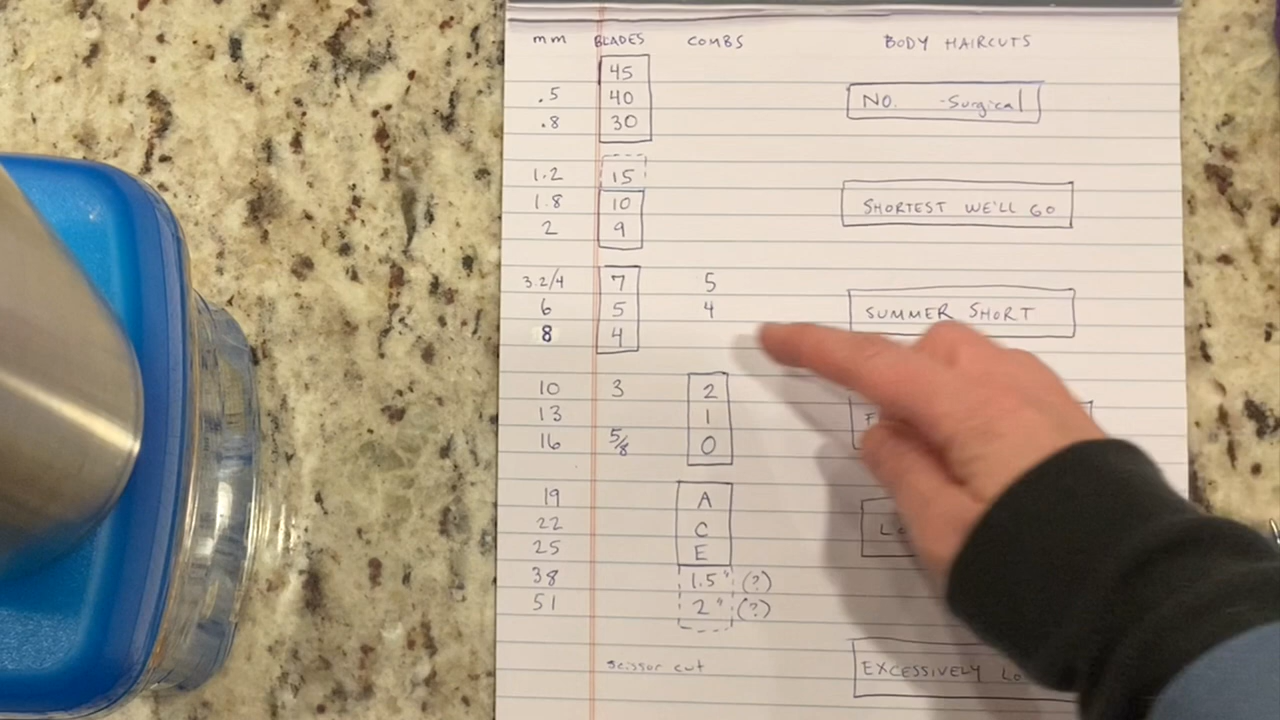 mm BLADES COMBS BODY HAIRCUTS
45
.5 40 NO. -Surgical
.8 30
1.2 15
1.8 10 SHORTEST WE'LL GO
2 9
3.2/4 7 5
6 5 4 SUMMER SHORT
8 4
10 3 2
13 1 F
16 5/8 0
19 A
22 C L
25 E
38 1.5" (?)
51 2" (?)
scissor cut EXCESSIVELY LO